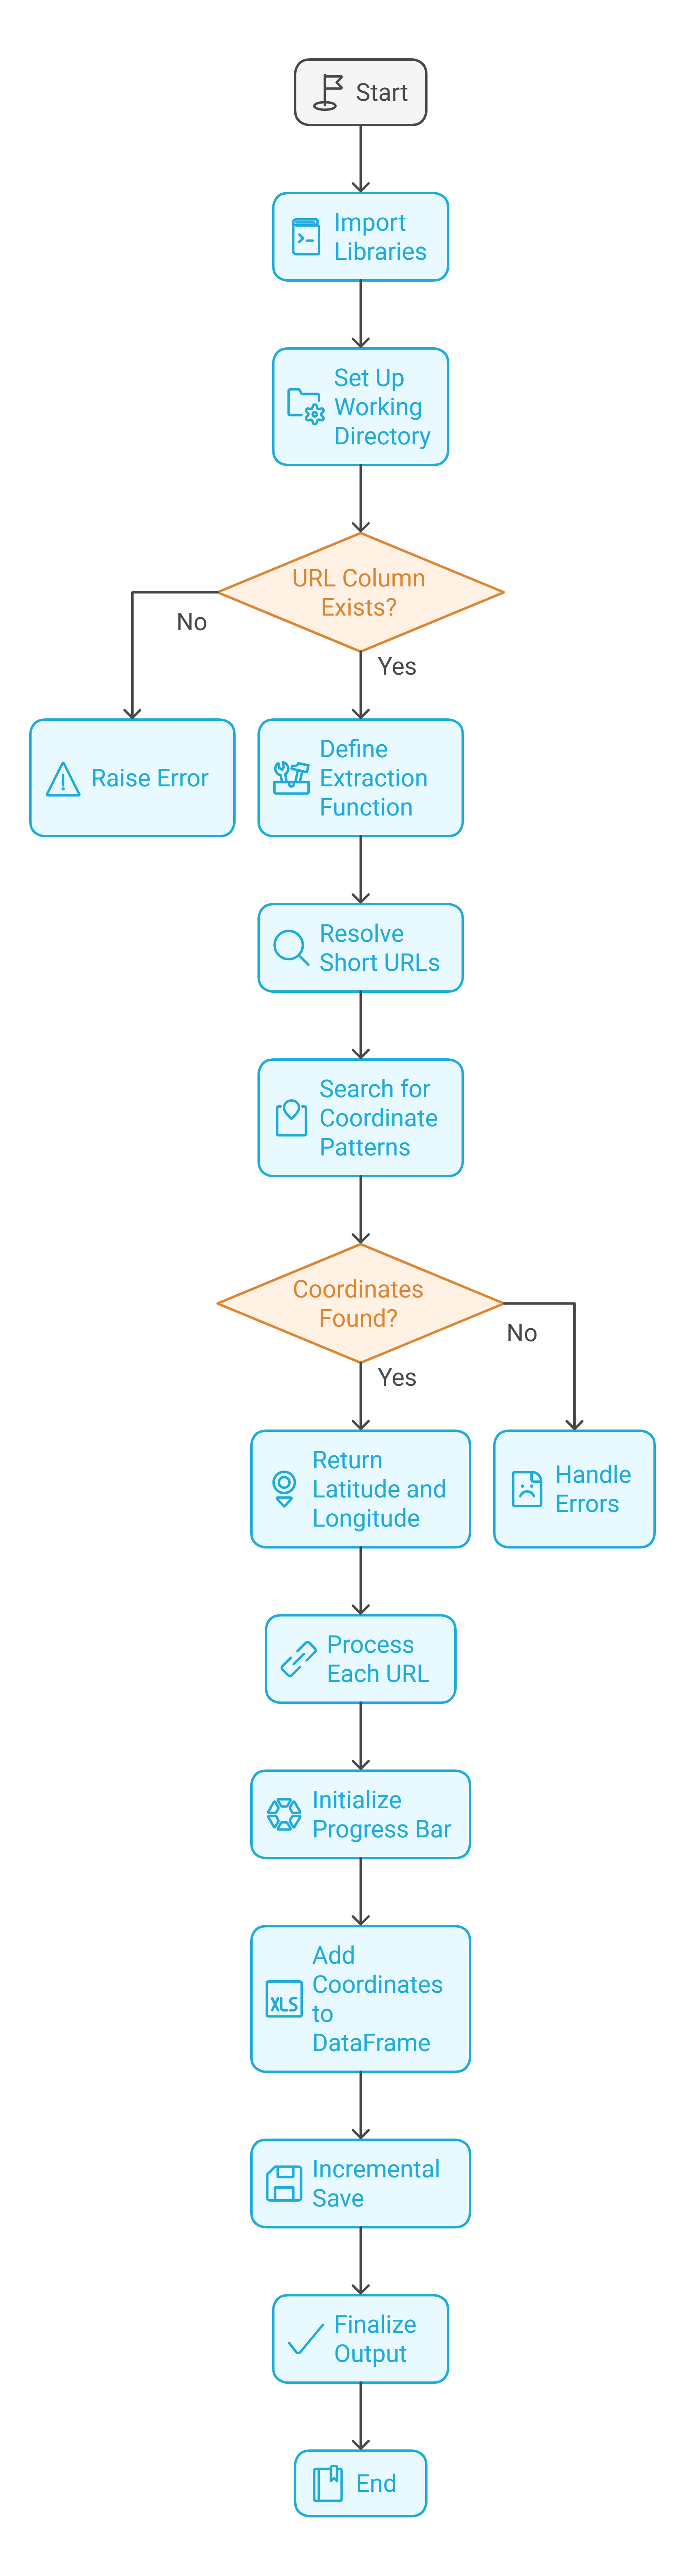 Start
Import
Libraries
Set Up
Working
Directory
URL Column
Exists?
No
Yes
Raise Error
Define
Extraction
Function
Resolve
Short URLs
Search for
Coordinate
Patterns
Coordinates
Found?
No
Yes
Return
Latitude and
Longitude
Handle
Errors
Process
Each URL
Initialize
Progress Bar
Add
Coordinates
to
DataFrame
XLS
Incremental
Save
Finalize
Output
End